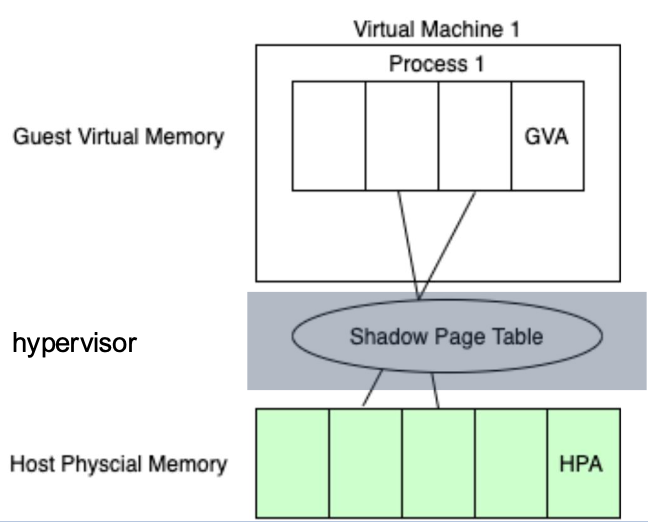 Virtual Machine 1
Process 1
Guest Virtual Memory
GVA
hypervisor
Shadow Page Table
Host Physcial Memory
HPA